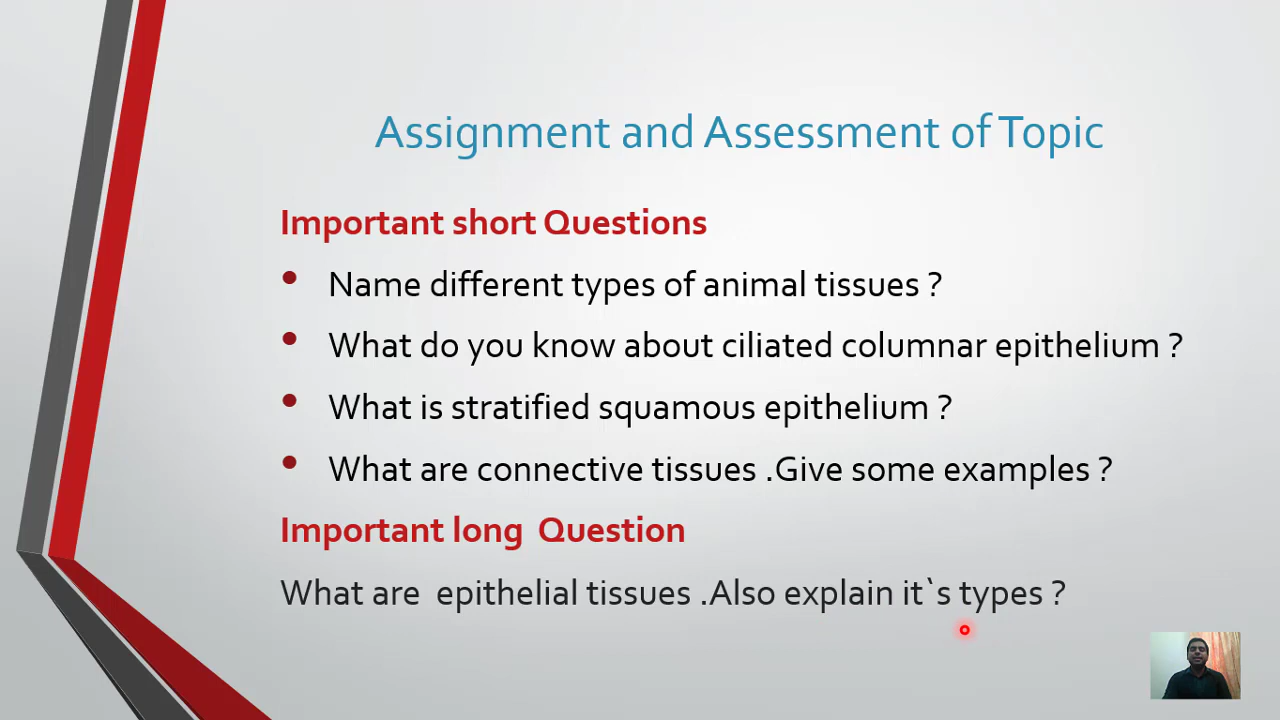 Assignment and Assessment of Topic
Important short Questions
• Name different types of animal tissues ?
• What do you know about ciliated columnar epithelium ?
• What is stratified squamous epithelium ?
• What are connective tissues .Give some examples ?
Important long  Question
What are  epithelial tissues .Also explain it`s types ?